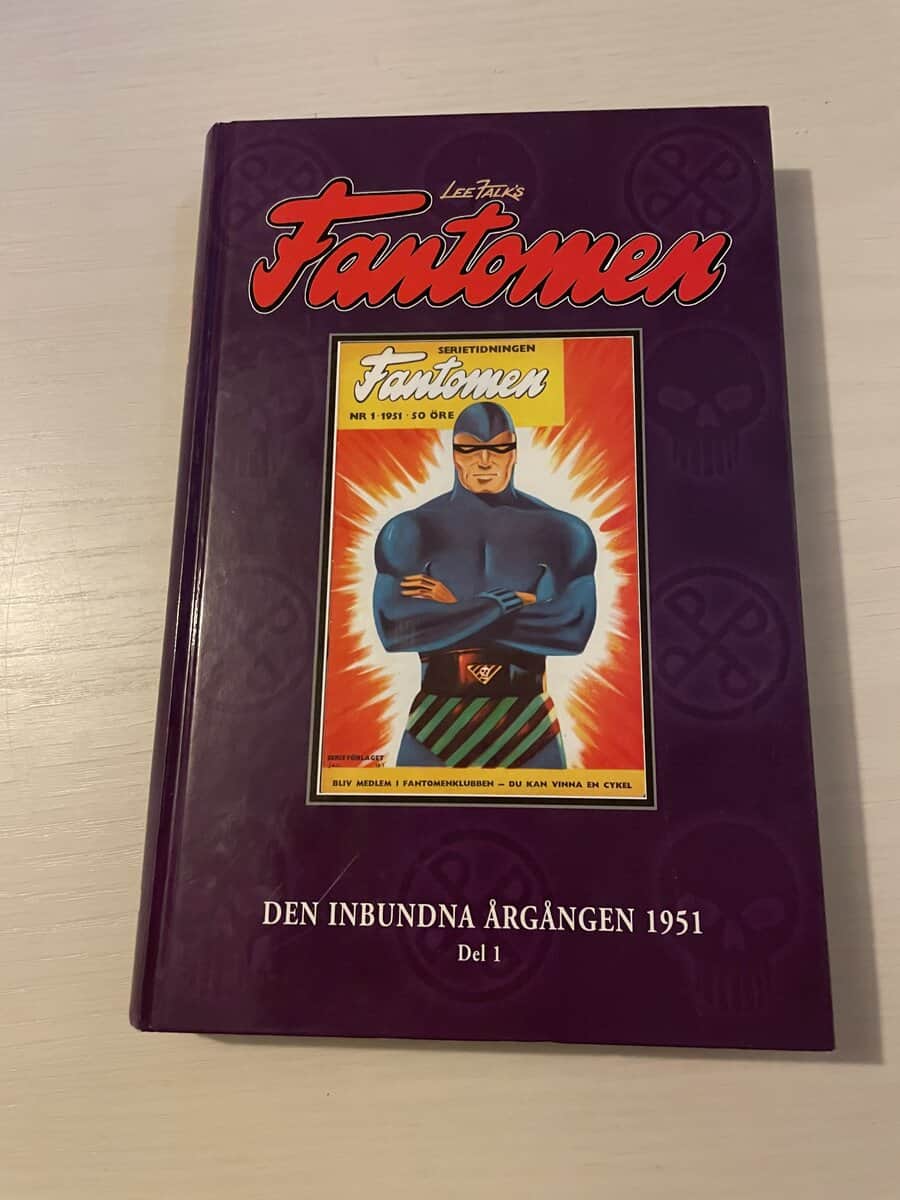 LEE FALK'S
Fantomen
SERIETIDNINGEN
Fantomen
NR 1 · 1951 · 50 ÖRE
SERIEFÖRLAGET
BLIV MEDLEM I FANTOMENKLUBBEN – DU KAN VINNA EN CYKEL
DEN INBUNDNA ÅRGÅNGEN 1951
Del 1